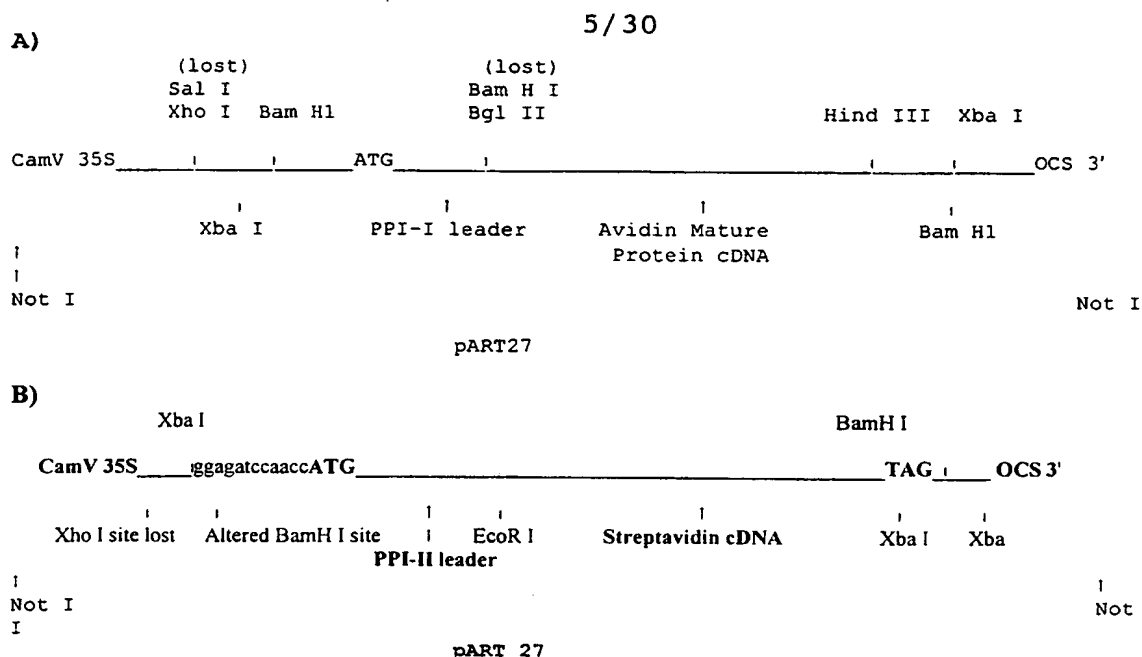 5/30
A)
(lost) (lost)
Sal I Bam H I
Xho I Bam H1 Bgl II Hind III Xba I
CamV 35S ATG OCS 3'
Xba I PPI-I leader Avidin Mature Bam H1
Protein cDNA
Not I Not I
pART27
B)
Xba I BamH I
CamV 35S ggagatccaaccATG TAG OCS 3'
Xho I site lost Altered BamH I site EcoR I Streptavidin cDNA Xba I Xba
PPI-II leader
Not I Not
I
pART 27